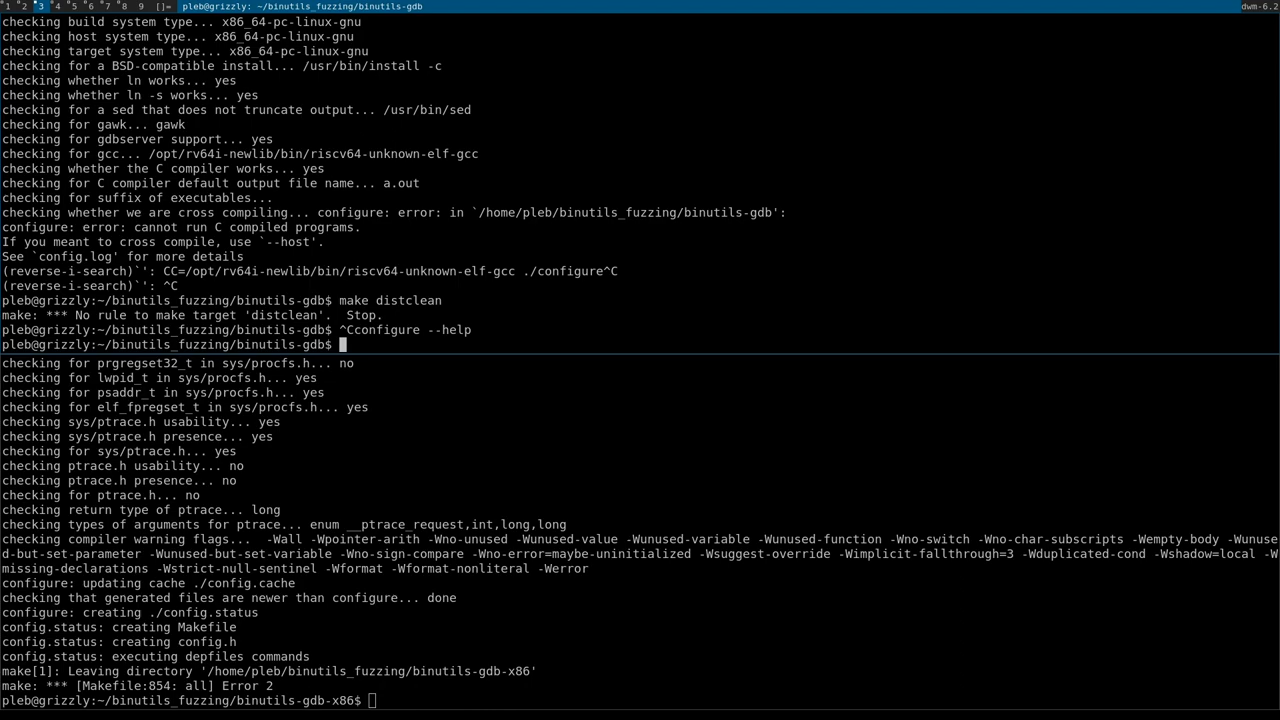 1 2 3 4 5 6 7 8 9 []= pleb@grizzly: ~/binutils_fuzzing/binutils-gdb dwm-6.2
checking build system type... x86_64-pc-linux-gnu
checking host system type... x86_64-pc-linux-gnu
checking target system type... x86_64-pc-linux-gnu
checking for a BSD-compatible install... /usr/bin/install -c
checking whether ln works... yes
checking whether ln -s works... yes
checking for a sed that does not truncate output... /usr/bin/sed
checking for gawk... gawk
checking for gdbserver support... yes
checking for gcc... /opt/rv64i-newlib/bin/riscv64-unknown-elf-gcc
checking whether the C compiler works... yes
checking for C compiler default output file name... a.out
checking for suffix of executables...
checking whether we are cross compiling... configure: error: in `/home/pleb/binutils_fuzzing/binutils-gdb':
configure: error: cannot run C compiled programs.
If you meant to cross compile, use `--host'.
See `config.log' for more details
(reverse-i-search)`': CC=/opt/rv64i-newlib/bin/riscv64-unknown-elf-gcc ./configure^C
(reverse-i-search)`': ^C
pleb@grizzly:~/binutils_fuzzing/binutils-gdb$ make distclean
make: *** No rule to make target 'distclean'.  Stop.
pleb@grizzly:~/binutils_fuzzing/binutils-gdb$ ^Cconfigure --help
pleb@grizzly:~/binutils_fuzzing/binutils-gdb$
checking for prgregset32_t in sys/procfs.h... no
checking for lwpid_t in sys/procfs.h... yes
checking for psaddr_t in sys/procfs.h... yes
checking for elf_fpregset_t in sys/procfs.h... yes
checking sys/ptrace.h usability... yes
checking sys/ptrace.h presence... yes
checking for sys/ptrace.h... yes
checking ptrace.h usability... no
checking ptrace.h presence... no
checking for ptrace.h... no
checking return type of ptrace... long
checking types of arguments for ptrace... enum __ptrace_request,int,long,long
checking compiler warning flags...  -Wall -Wpointer-arith -Wno-unused -Wunused-value -Wunused-variable -Wunused-function -Wno-switch -Wno-char-subscripts -Wempty-body -Wunuse
d-but-set-parameter -Wunused-but-set-variable -Wno-sign-compare -Wno-error=maybe-uninitialized -Wsuggest-override -Wimplicit-fallthrough=3 -Wduplicated-cond -Wshadow=local -W
missing-declarations -Wstrict-null-sentinel -Wformat -Wformat-nonliteral -Werror
configure: updating cache ./config.cache
checking that generated files are newer than configure... done
configure: creating ./config.status
config.status: creating Makefile
config.status: creating config.h
config.status: executing depfiles commands
make[1]: Leaving directory '/home/pleb/binutils_fuzzing/binutils-gdb-x86'
make: *** [Makefile:854: all] Error 2
pleb@grizzly:~/binutils_fuzzing/binutils-gdb-x86$